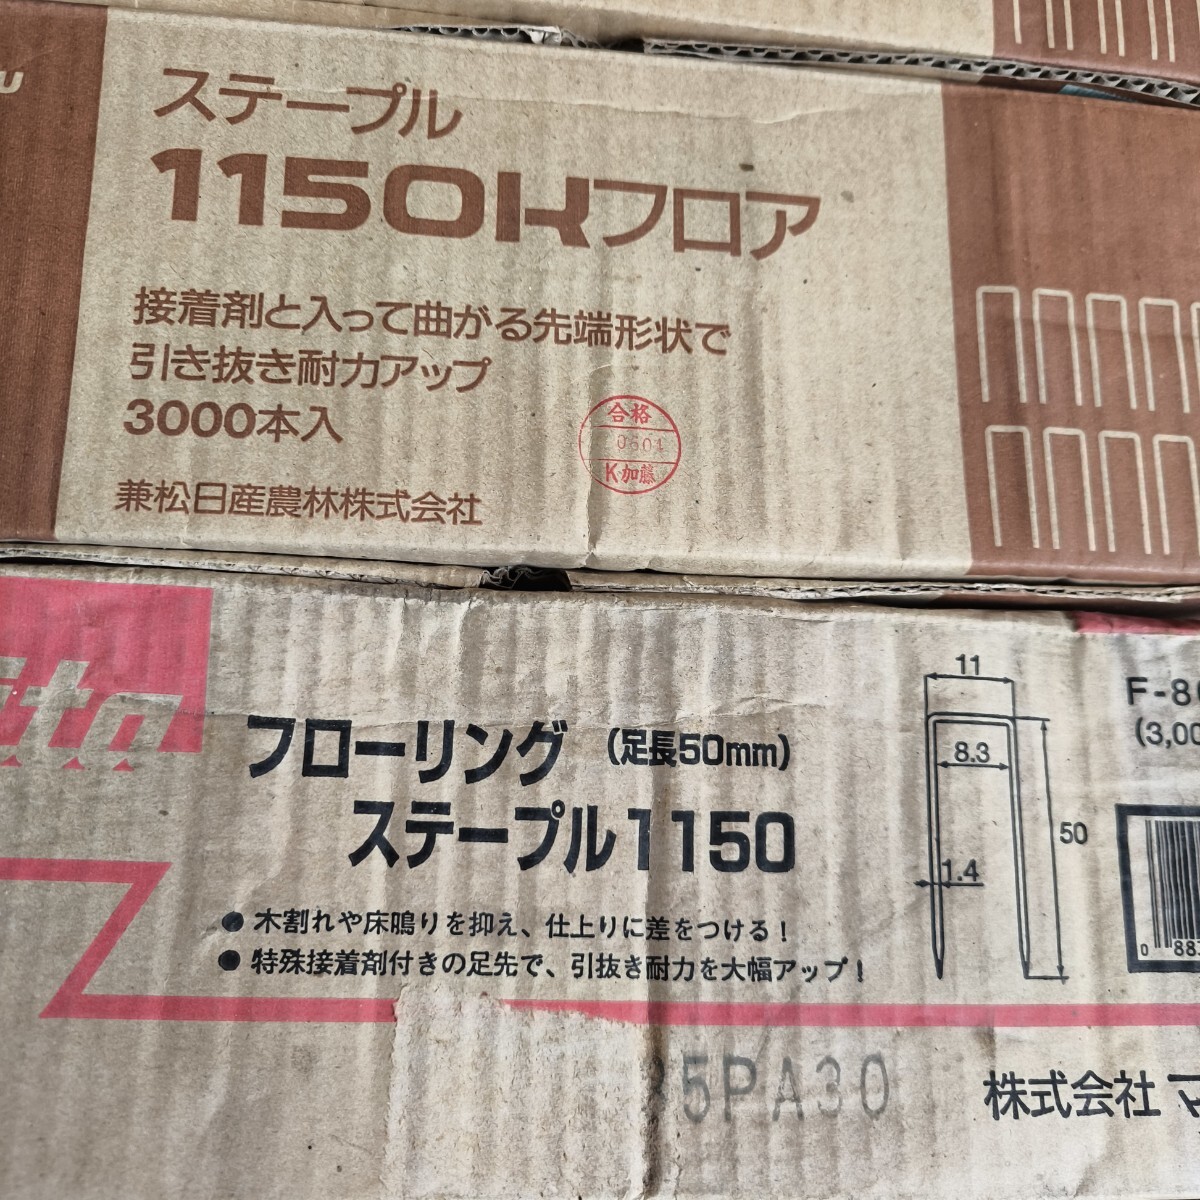 ステープル
1150Kフロア
接着剤と入って曲がる先端形状で
引き抜き耐力アップ
3000本入
合格
0604
K加藤
兼松日産農林株式会社
フローリング (足長50mm)
ステープル1150
●木割れや床鳴りを抑え、仕上りに差をつける!
●特殊接着剤付きの足先で、引抜き耐力を大幅アップ!
11
8.3
50
1.4
5PA30
株式会社